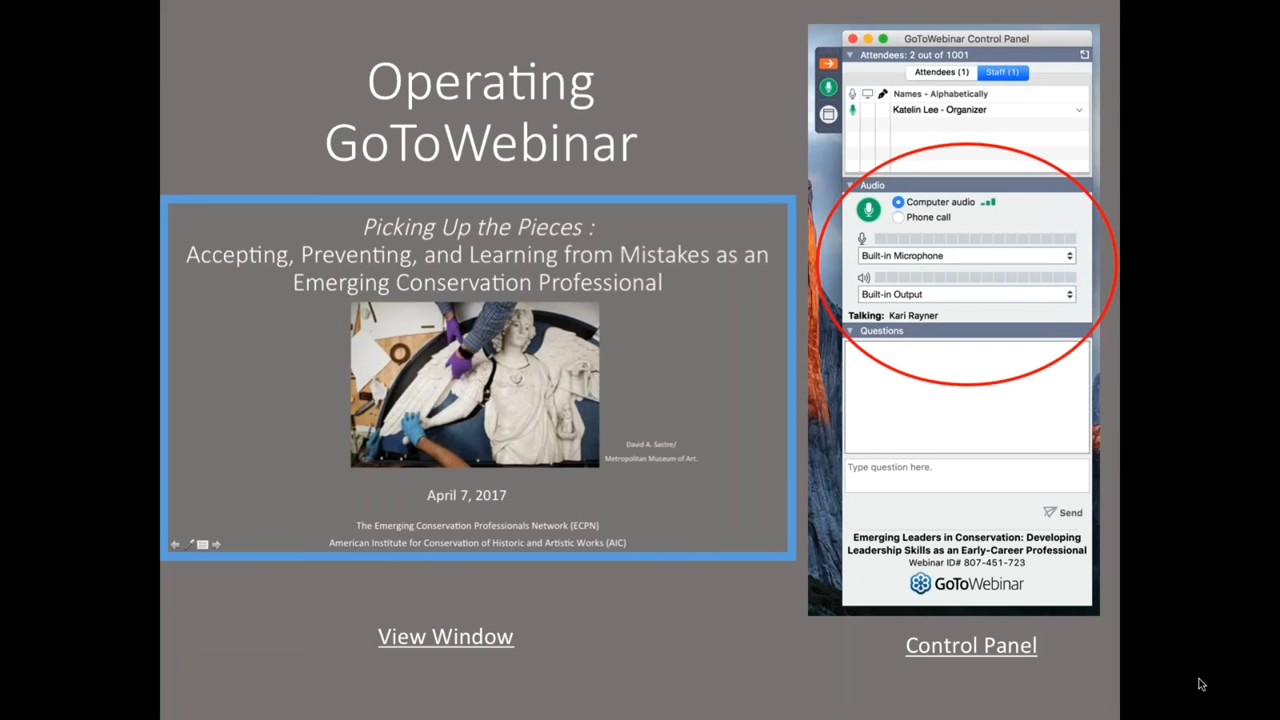 Operating
GoToWebinar
Picking Up the Pieces :
Accepting, Preventing, and Learning from Mistakes as an
Emerging Conservation Professional
David A. Sastre/
Metropolitan Museum of Art.
April 7, 2017
The Emerging Conservation Professionals Network (ECPN)
American Institute for Conservation of Historic and Artistic Works (AIC)
View Window
GoToWebinar Control Panel
Attendees: 2 out of 1001
Attendees (1) Staff (1)
Names - Alphabetically
Katelin Lee - Organizer
Audio
Computer audio
Phone call
Built-in Microphone
Built-in Output
Talking: Kari Rayner
Questions
Type question here.
Send
Emerging Leaders in Conservation: Developing
Leadership Skills as an Early-Career Professional
Webinar ID# 807-451-723
GoToWebinar
Control Panel